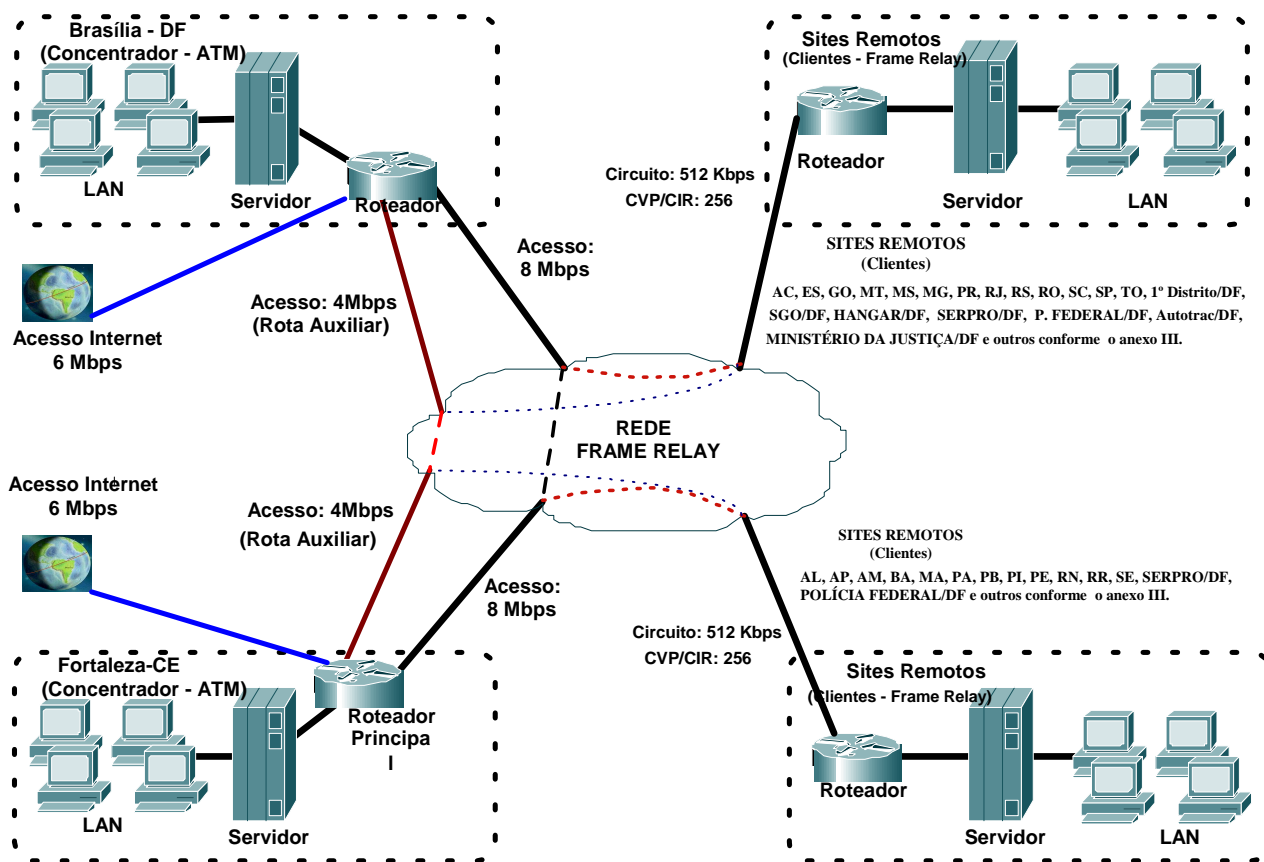 Brasília - DF
(Concentrador - ATM)
LAN
Servidor
Roteador
Sites Remotos
(Clientes - Frame Relay)
Roteador
Servidor
LAN
Circuito: 512 Kbps
CVP/CIR: 256
Acesso:
8 Mbps
Acesso: 4Mbps
(Rota Auxiliar)
Acesso Internet
6 Mbps
SITES REMOTOS
(Clientes)
AC, ES, GO, MT, MS, MG, PR, RJ, RS, RO, SC, SP, TO, 1º Distrito/DF,
SGO/DF, HANGAR/DF, SERPRO/DF, P. FEDERAL/DF, Autotrac/DF,
MINISTÉRIO DA JUSTIÇA/DF e outros conforme o anexo III.
REDE
FRAME RELAY
Acesso Internet
6 Mbps
Acesso: 4Mbps
(Rota Auxiliar)
Acesso:
8 Mbps
SITES REMOTOS
(Clientes)
AL, AP, AM, BA, MA, PA, PB, PI, PE, RN, RR, SE, SERPRO/DF,
POLÍCIA FEDERAL/DF e outros conforme o anexo III.
Circuito: 512 Kbps
CVP/CIR: 256
Fortaleza-CE
(Concentrador - ATM)
LAN
Servidor
Roteador
Principa
l
Sites Remotos
(Clientes - Frame Relay)
Roteador
Servidor
LAN